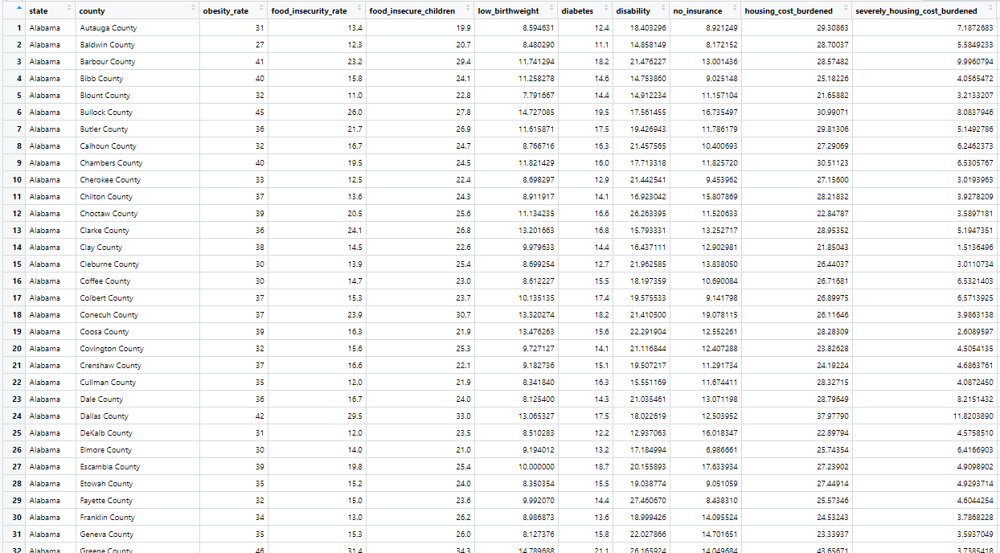 state county obesity_rate food_insecurity_rate food_insecure_children low_birthweight diabetes disability no_insurance housing_cost_burdened severely_housing_cost_burdened
1 Alabama Autauga County 31 13.4 19.9 8.594631 12.4 18.403296 8.921249 29.30863 7.1872683
2 Alabama Baldwin County 27 12.3 20.7 8.480290 11.1 14.858149 8.172152 28.70037 5.5849233
3 Alabama Barbour County 41 23.2 29.4 11.741294 18.2 21.476227 13.001436 28.57482 9.9960794
4 Alabama Bibb County 40 15.8 24.1 11.258278 14.6 14.753860 9.025148 25.18226 4.0565472
5 Alabama Blount County 32 11.0 22.8 7.791667 14.4 14.912234 11.157104 21.65882 3.2133207
6 Alabama Bullock County 45 26.0 27.8 14.727085 19.5 17.561455 16.735497 30.99071 8.0837946
7 Alabama Butler County 36 21.7 26.9 11.615871 17.5 19.426943 11.786179 29.81306 5.1492786
8 Alabama Calhoun County 32 16.7 24.7 8.766716 16.3 21.457565 10.400693 27.29069 6.2462373
9 Alabama Chambers County 40 19.5 24.5 11.821429 16.0 17.713318 11.825720 30.51123 6.5305767
10 Alabama Cherokee County 33 12.5 22.4 8.698297 12.9 21.442541 9.453962 27.15600 3.0193963
11 Alabama Chilton County 37 13.6 24.3 8.911917 14.1 16.923042 15.807869 28.21832 3.9278209
12 Alabama Choctaw County 39 20.5 25.6 11.134235 16.6 26.263395 11.520633 22.84787 3.5897181
13 Alabama Clarke County 36 24.1 26.8 13.201663 16.8 15.793331 13.252717 28.95352 5.1947351
14 Alabama Clay County 38 14.5 22.6 9.979633 14.4 16.437111 12.902981 21.85043 1.5136496
15 Alabama Cleburne County 30 13.9 25.4 8.699254 12.7 21.962585 13.838050 26.44037 3.0110734
16 Alabama Coffee County 30 14.7 23.0 8.612227 15.5 18.197359 10.690084 26.71681 6.5321403
17 Alabama Colbert County 37 15.3 23.7 10.135135 17.4 19.575533 9.141798 26.89975 6.5713925
18 Alabama Conecuh County 37 23.9 30.7 13.320274 18.2 21.410500 19.078115 26.11646 3.9863138
19 Alabama Coosa County 39 16.3 21.9 13.476263 15.6 22.291904 12.552261 28.28309 2.6089597
20 Alabama Covington County 32 15.6 25.3 9.727127 14.1 21.116844 12.407288 23.82628 4.5054135
21 Alabama Crenshaw County 37 16.6 22.1 9.182736 15.1 19.507217 11.291734 24.19224 4.6863761
22 Alabama Cullman County 35 12.0 21.9 8.341840 16.3 15.551169 11.674411 28.32715 4.0872450
23 Alabama Dale County 36 16.7 24.0 8.125400 14.3 21.035461 13.071198 28.79649 8.2151432
24 Alabama Dallas County 42 29.5 33.0 13.065327 17.5 18.022619 12.503952 37.97790 11.8203890
25 Alabama DeKalb County 31 12.0 23.5 8.510283 12.2 12.937063 16.018347 22.89794 4.5758510
26 Alabama Elmore County 30 14.0 21.0 9.194012 13.2 17.184994 6.986661 25.74354 6.4166903
27 Alabama Escambia County 39 19.8 25.4 10.000000 18.7 20.155893 17.633934 27.23902 4.9098902
28 Alabama Etowah County 35 15.2 24.0 8.350354 15.5 19.038774 9.051059 27.44914 4.9293714
29 Alabama Fayette County 32 15.0 23.6 9.992070 14.4 27.460670 8.438310 25.57346 4.6044254
30 Alabama Franklin County 34 13.0 26.2 8.986873 13.6 18.999426 14.095524 24.53243 3.7868228
31 Alabama Geneva County 35 15.3 26.0 8.127376 15.8 22.027866 14.701651 23.33937 3.5937049
32 Alabama Greene County 46 31.4 34.3 14.789688 21.1 26.165924 14.049684 43.65671 3.7385418